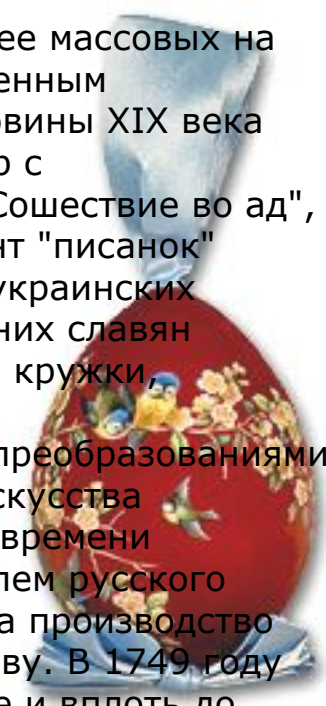 ее массовых на
енным
овины XIX века
р с
Сошествие во ад",
нт "писанок"
украинских
них славян
кружки,
преобразованиями
скусства
времени
лем русского
а производство
ву. В 1749 году
е и вплоть до